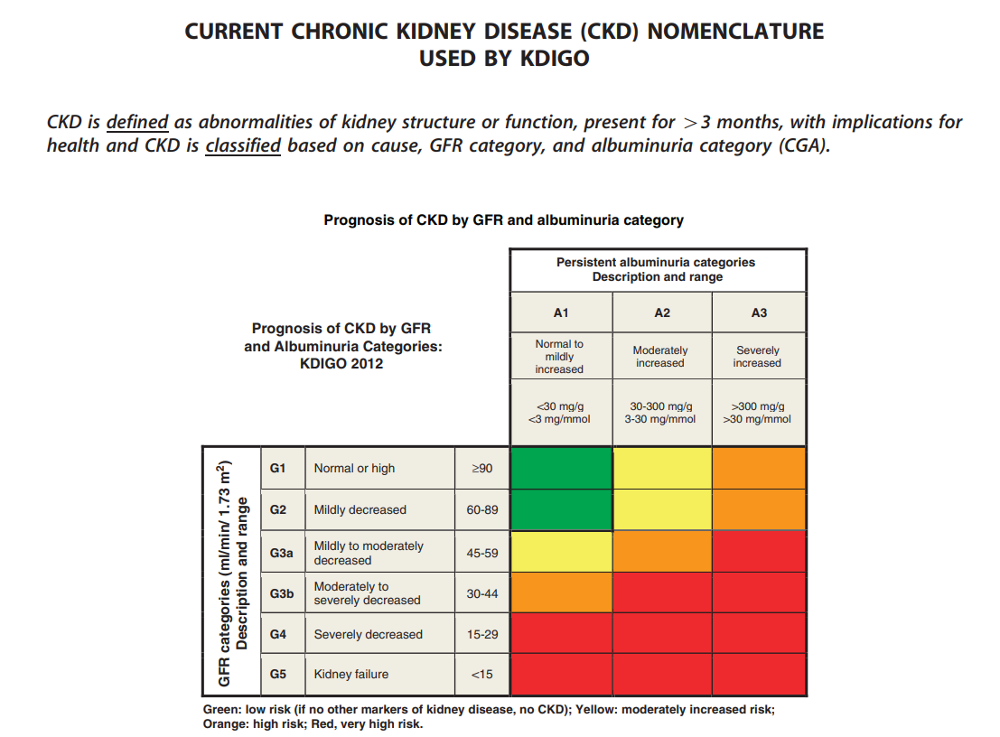 CURRENT CHRONIC KIDNEY DISEASE (CKD) NOMENCLATURE
USED BY KDIGO
CKD is defined as abnormalities of kidney structure or function, present for >3 months, with implications for
health and CKD is classified based on cause, GFR category, and albuminuria category (CGA).
Prognosis of CKD by GFR and albuminuria category
Prognosis of CKD by GFR
and Albuminuria Categories:
KDIGO 2012
Persistent albuminuria categories
Description and range
A1
A2
A3
Normal to
mildly
increased
Moderately
increased
Severely
increased
<30 mg/g
<3 mg/mmol
30-300 mg/g
3-30 mg/mmol
>300 mg/g
>30 mg/mmol
GFR categories (ml/min/ 1.73 m²)
Description and range
G1
Normal or high
≥90
G2
Mildly decreased
60-89
G3a
Mildly to moderately
decreased
45-59
G3b
Moderately to
severely decreased
30-44
G4
Severely decreased
15-29
G5
Kidney failure
<15
Green: low risk (if no other markers of kidney disease, no CKD); Yellow: moderately increased risk;
Orange: high risk; Red, very high risk.